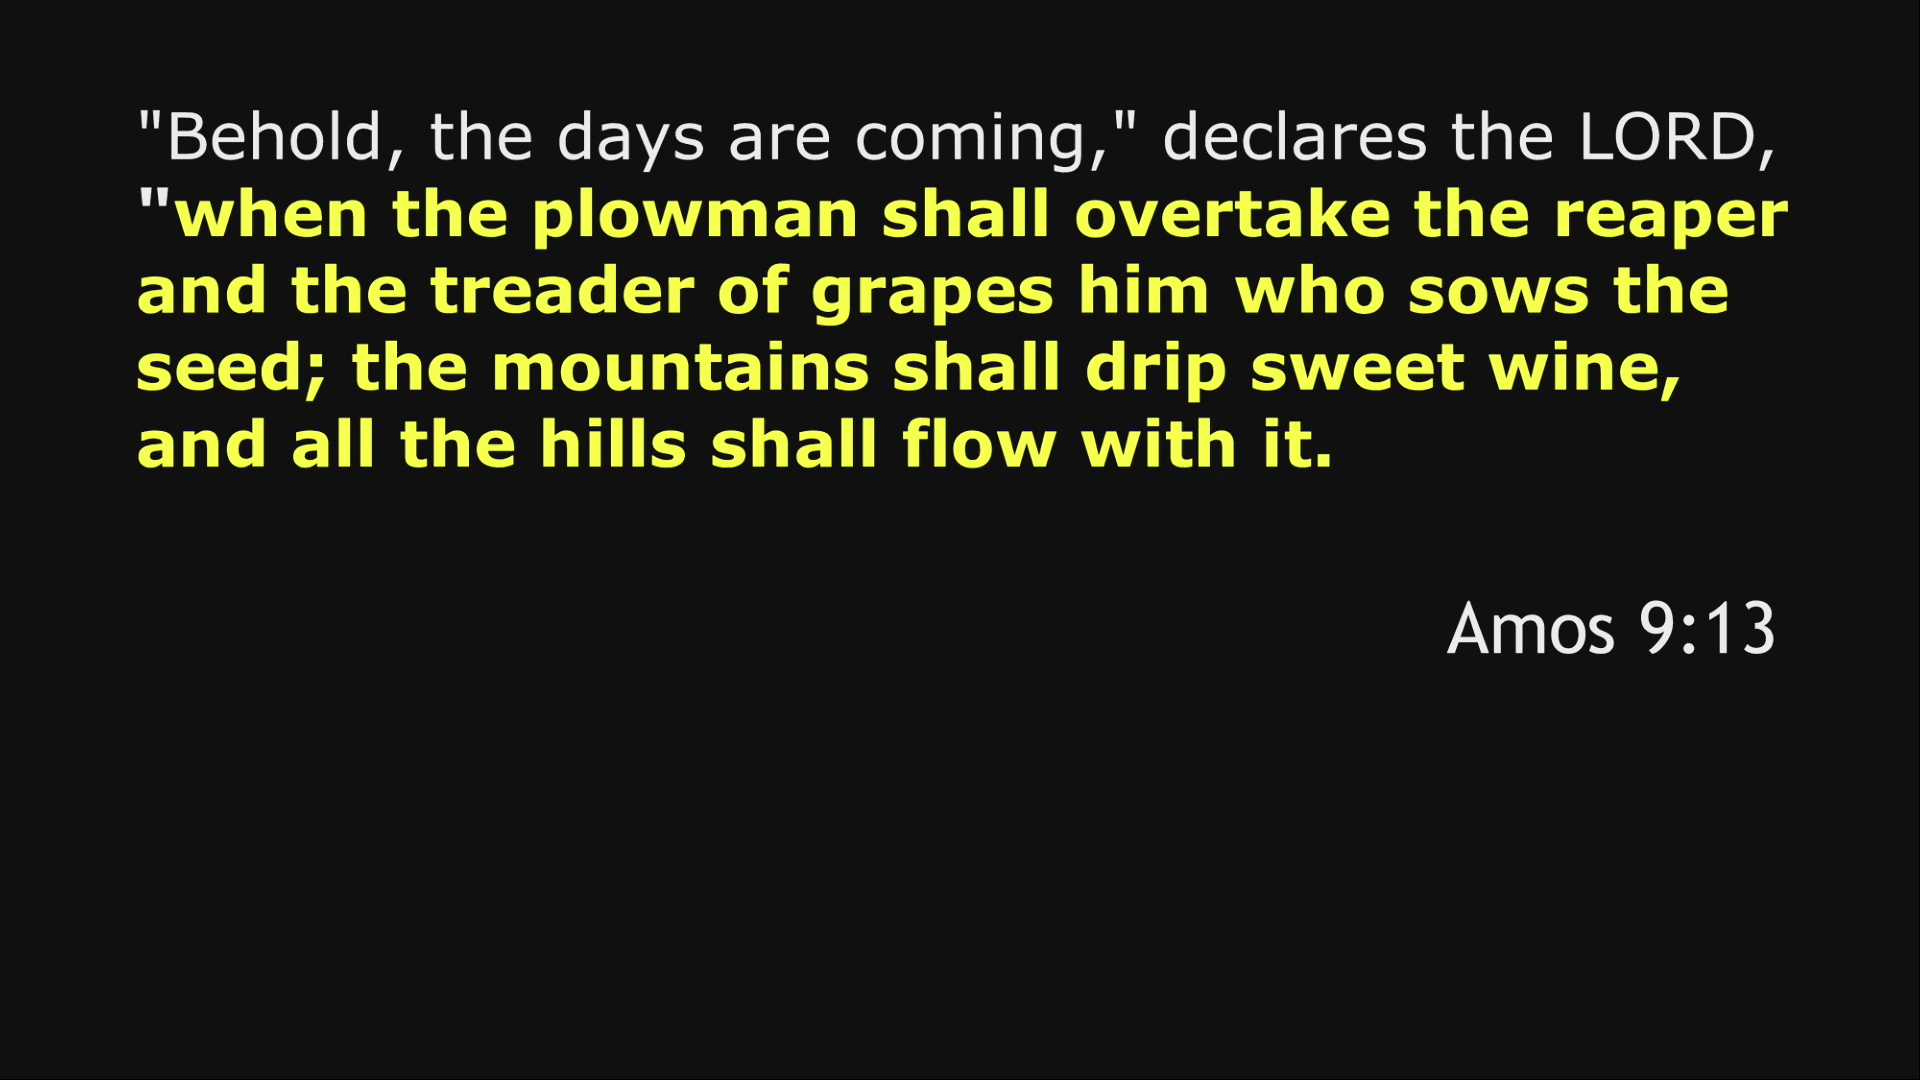 "Behold, the days are coming," declares the LORD,
"when the plowman shall overtake the reaper
and the treader of grapes him who sows the
seed; the mountains shall drip sweet wine,
and all the hills shall flow with it.
Amos 9:13